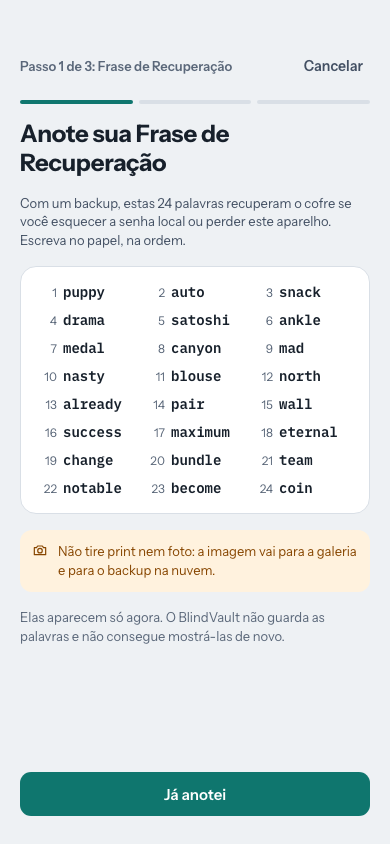 Passo 1 de 3: Frase de Recuperação
Cancelar
Anote sua Frase de
Recuperação
Com um backup, estas 24 palavras recuperam o cofre se
você esquecer a senha local ou perder este aparelho.
Escreva no papel, na ordem.
1 puppy 2 auto 3 snack
4 drama 5 satoshi 6 ankle
7 medal 8 canyon 9 mad
10 nasty 11 blouse 12 north
13 already 14 pair 15 wall
16 success 17 maximum 18 eternal
19 change 20 bundle 21 team
22 notable 23 become 24 coin
Não tire print nem foto: a imagem vai para a galeria
e para o backup na nuvem.
Elas aparecem só agora. O BlindVault não guarda as
palavras e não consegue mostrá-las de novo.
Já anotei